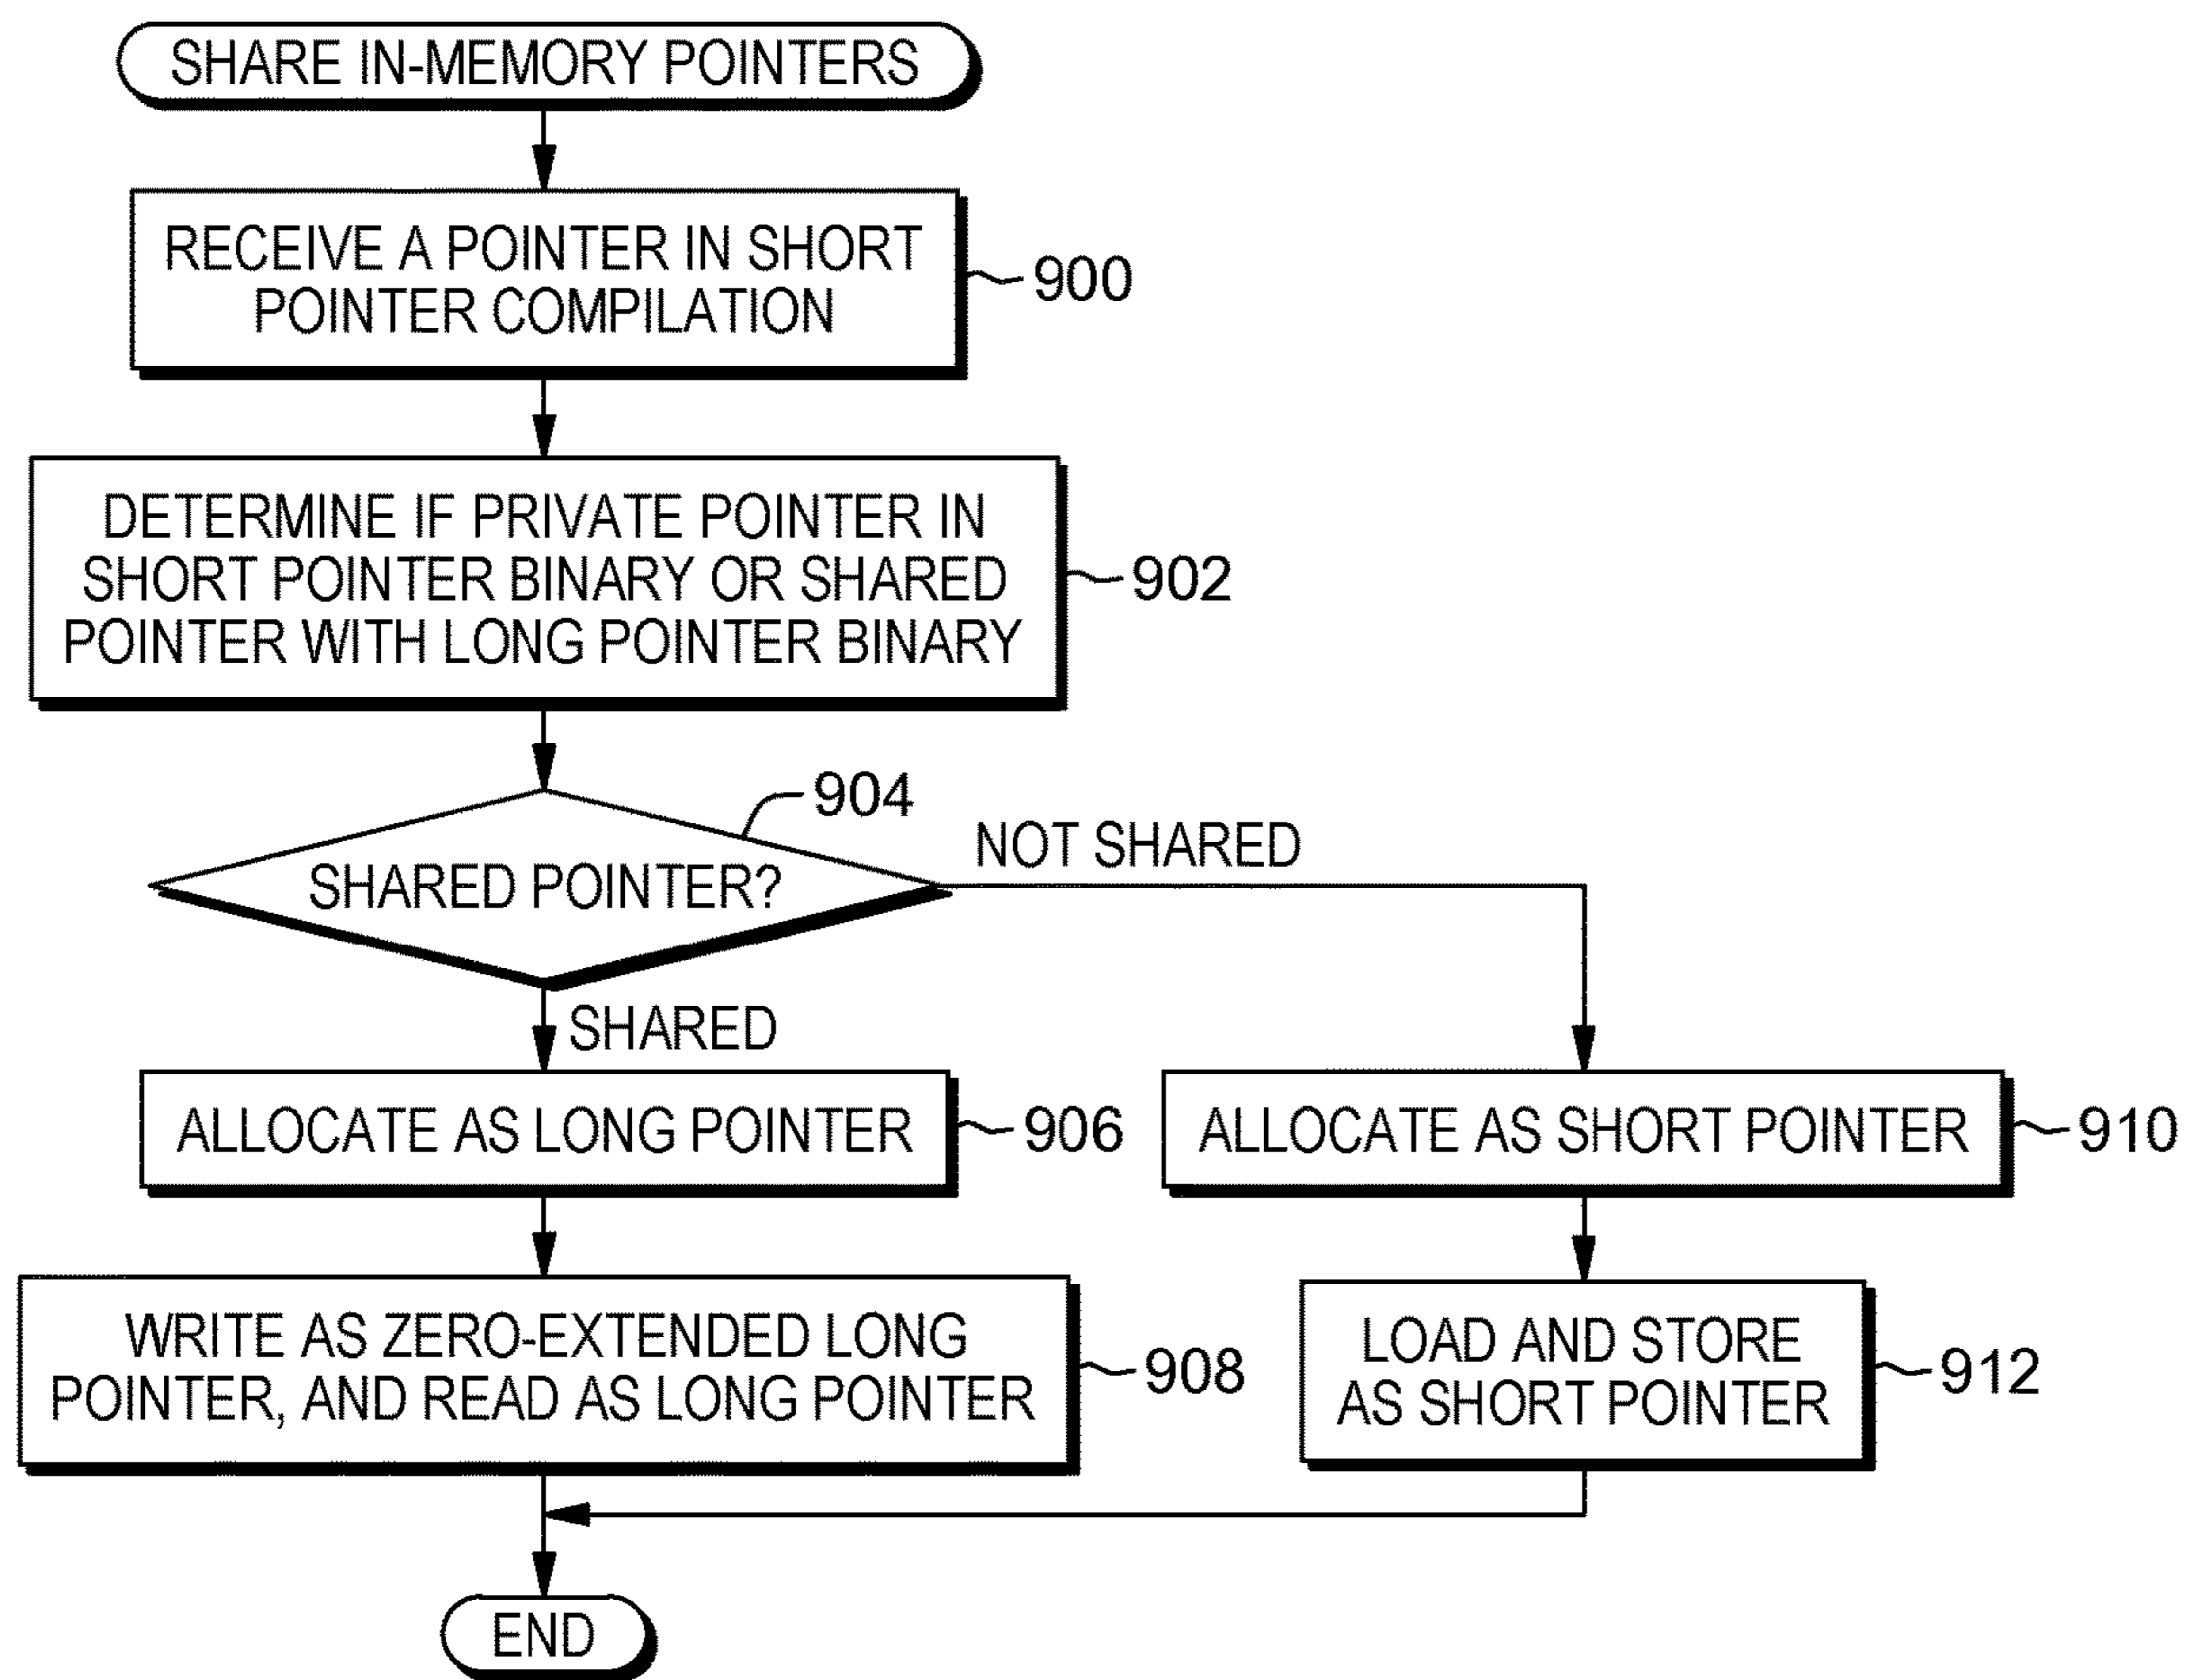 SHARE IN-MEMORY POINTERS
RECEIVE A POINTER IN SHORT
POINTER COMPILATION
900
DETERMINE IF PRIVATE POINTER IN
SHORT POINTER BINARY OR SHARED
POINTER WITH LONG POINTER BINARY
902
904
SHARED POINTER?
NOT SHARED
SHARED
ALLOCATE AS LONG POINTER
906
ALLOCATE AS SHORT POINTER
910
WRITE AS ZERO-EXTENDED LONG
POINTER, AND READ AS LONG POINTER
908
LOAD AND STORE
AS SHORT POINTER
912
END